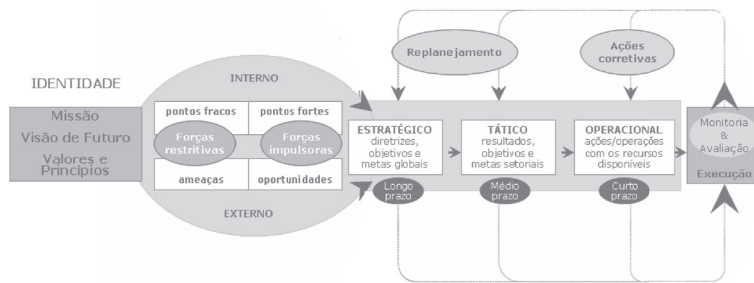 Replanejamento
Ações
corretivas
IDENTIDADE
Missão
Visão de Futuro
Valores e
Princípios
INTERNO
pontos fracos
pontos fortes
Forças
restritivas
Forças
impulsoras
ameaças
oportunidades
EXTERNO
ESTRATÉGICO
diretrizes,
objetivos e
metas globais
Longo
prazo
TÁTICO
resultados,
objetivos e
metas setoriais
Médio
prazo
OPERACIONAL
ações/operações
com os recursos
disponíveis
Curto
prazo
Monitoria
&
Avaliação
Execução